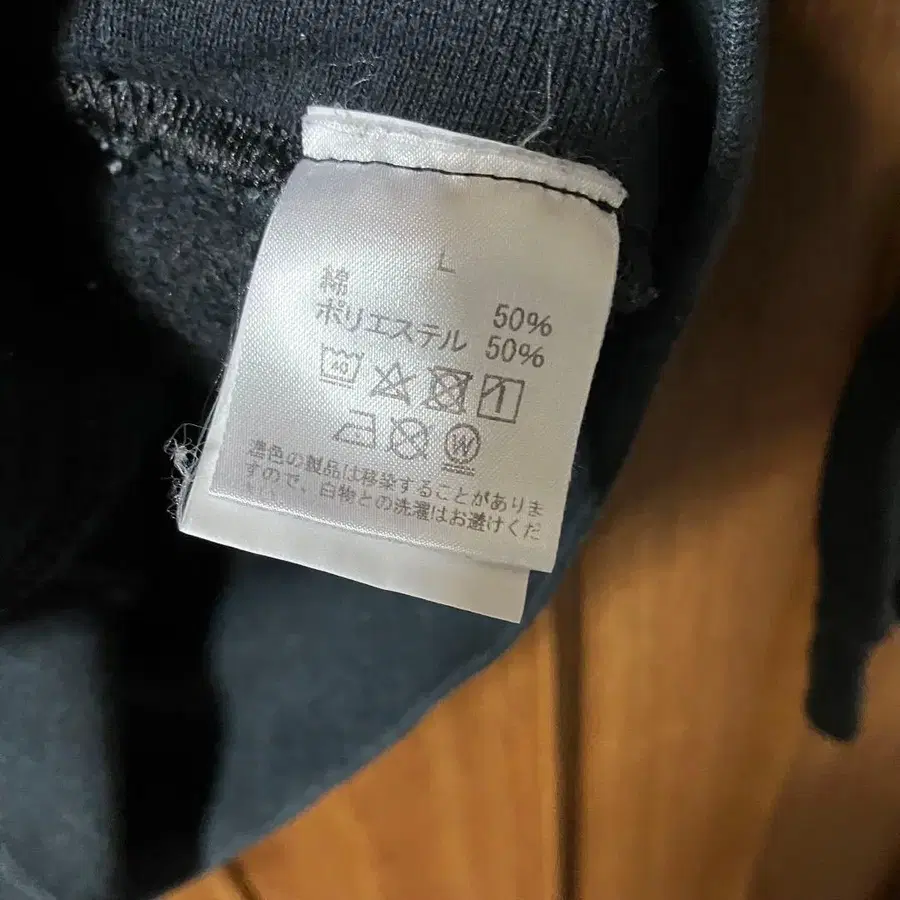 L
綿 50%
ポリエステル 50%
40
W
濃色の製品は移染することがありま
すので、白物との洗濯はお避けくだ